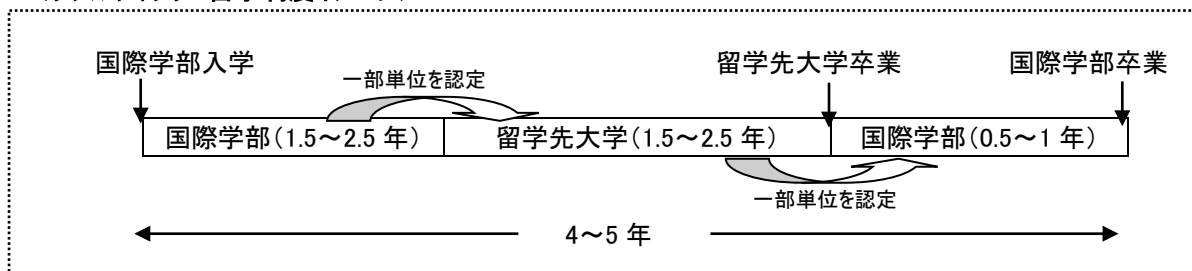 国際学部入学
留学先大学卒業
国際学部卒業
一部単位を認定
国際学部(1.5～2.5 年)
留学先大学(1.5～2.5 年)
国際学部(0.5～1 年)
一部単位を認定
4～5 年